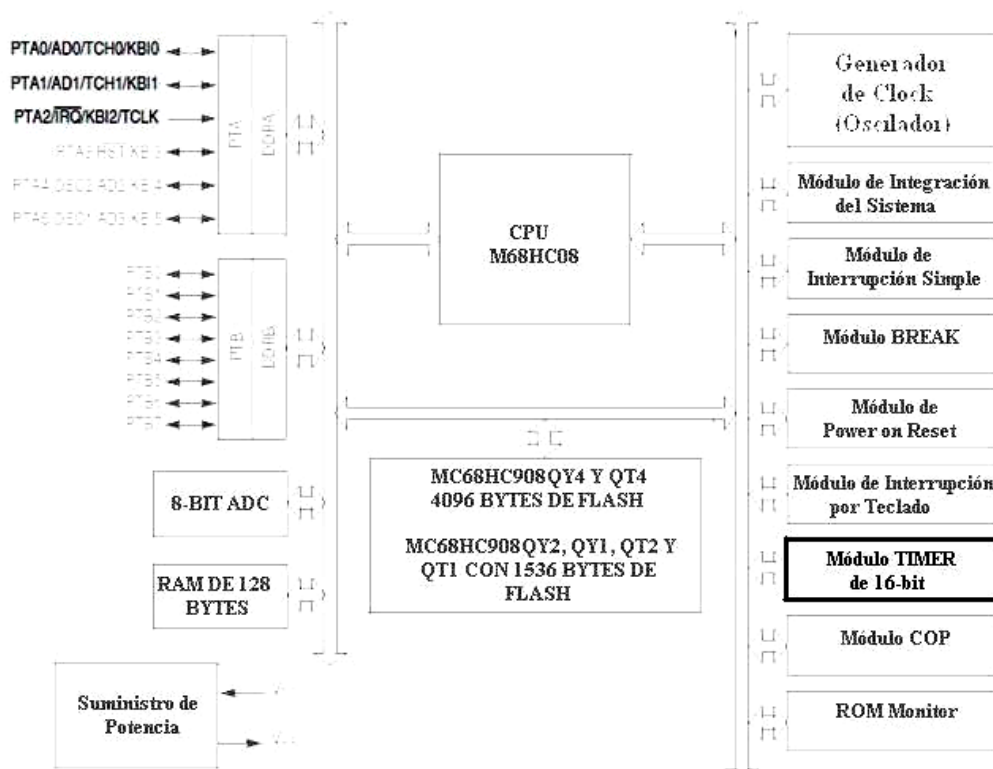 PTA0/AD0/TCH0/KBI0
PTA1/AD1/TCH1/KBI1
PTA2/IRQ/KBI2/TCLK
PTA
DDRA
PTB
DDRB
8-BIT ADC
RAM DE 128
BYTES
Suministro de
Potencia
CPU
M68HC08
MC68HC908QY4 Y QT4
4096 BYTES DE FLASH
MC68HC908QY2, QY1, QT2 Y
QT1 CON 1536 BYTES DE
FLASH
Generador
de Clock
(Oscilador)
Módulo de Integración
del Sistema
Módulo de
Interrupción Simple
Módulo BREAK
Módulo de
Power on Reset
Módulo de Interrupción
por Teclado
Módulo TIMER
de 16-bit
Módulo COP
ROM Monitor